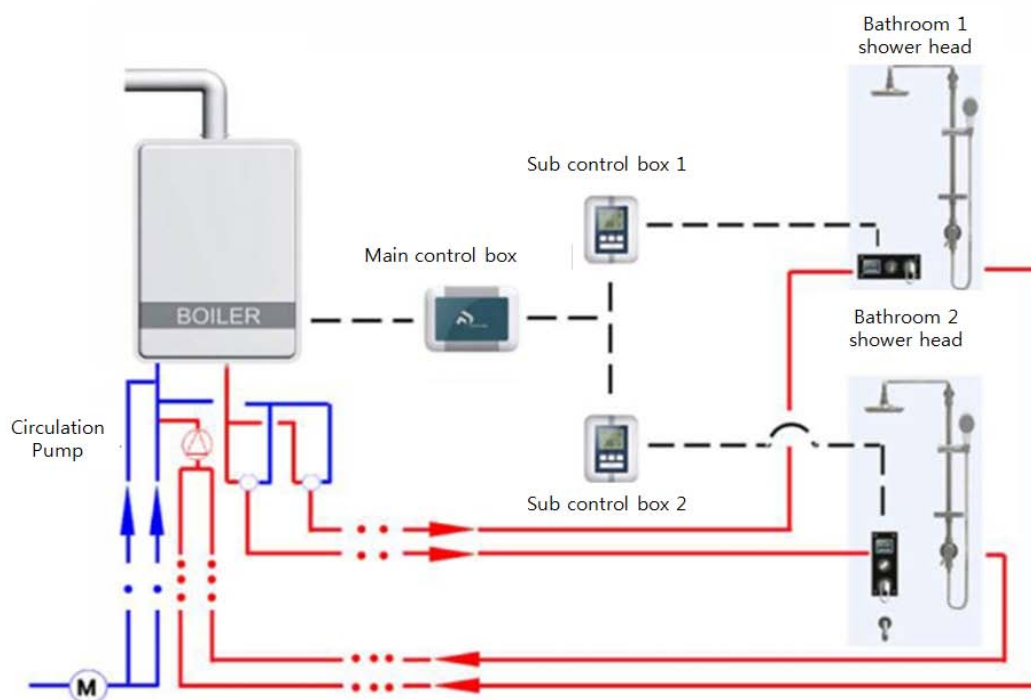 Bathroom 1
shower head
Sub control box 1
Main control box
BOILER
Bathroom 2
shower head
Circulation
Pump
Sub control box 2
M